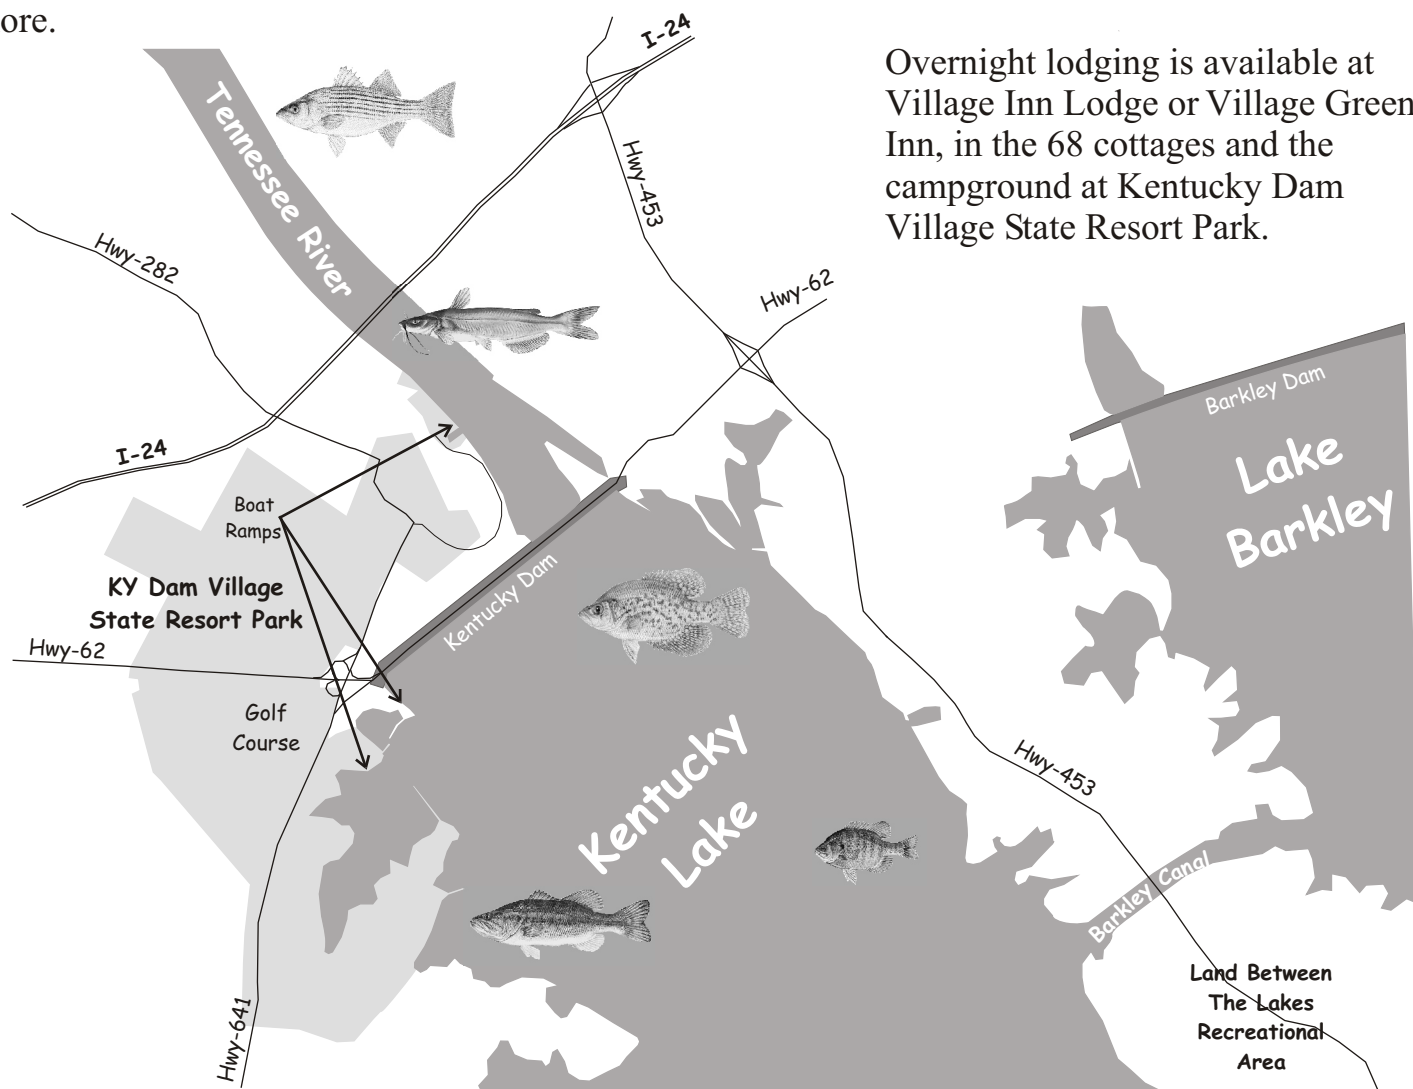 ore.
I-24
Overnight lodging is available at
Village Inn Lodge or Village Green
Inn, in the 68 cottages and the
campground at Kentucky Dam
Village State Resort Park.
Tennessee River
Hwy-453
Hwy-282
Hwy-62
Barkley Dam
I-24
Lake
Barkley
Boat
Ramps
KY Dam Village
State Resort Park
Kentucky Dam
Hwy-62
Golf
Course
Kentucky
Lake
Hwy-453
Barkley Canal
Land Between
The Lakes
Recreational
Area
Hwy-641